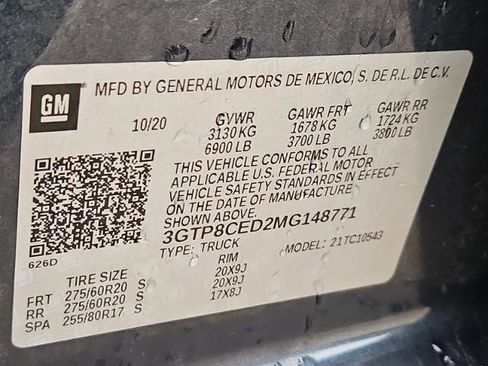 GM
MFD BY GENERAL MOTORS DE MEXICO, S. DE R.L. DE C.V.
10/20 GVWR GAWR FRT GAWR RR
3130 KG 1678 KG 1724 KG
6900 LB 3700 LB 3800 LB
THIS VEHICLE CONFORMS TO ALL
APPLICABLE U.S. FEDERAL MOTOR
VEHICLE SAFETY STANDARDS IN EFFECT
ON THE DATE OF MANUFACTURE
SHOWN ABOVE.
3GTP8CED2MG148771
TYPE: TRUCK MODEL: 21TC10543
626D
TIRE SIZE RIM
FRT 275/60R20 S 20X9J
RR 275/60R20 S 20X9J
SPA 255/80R17 S 17X8J